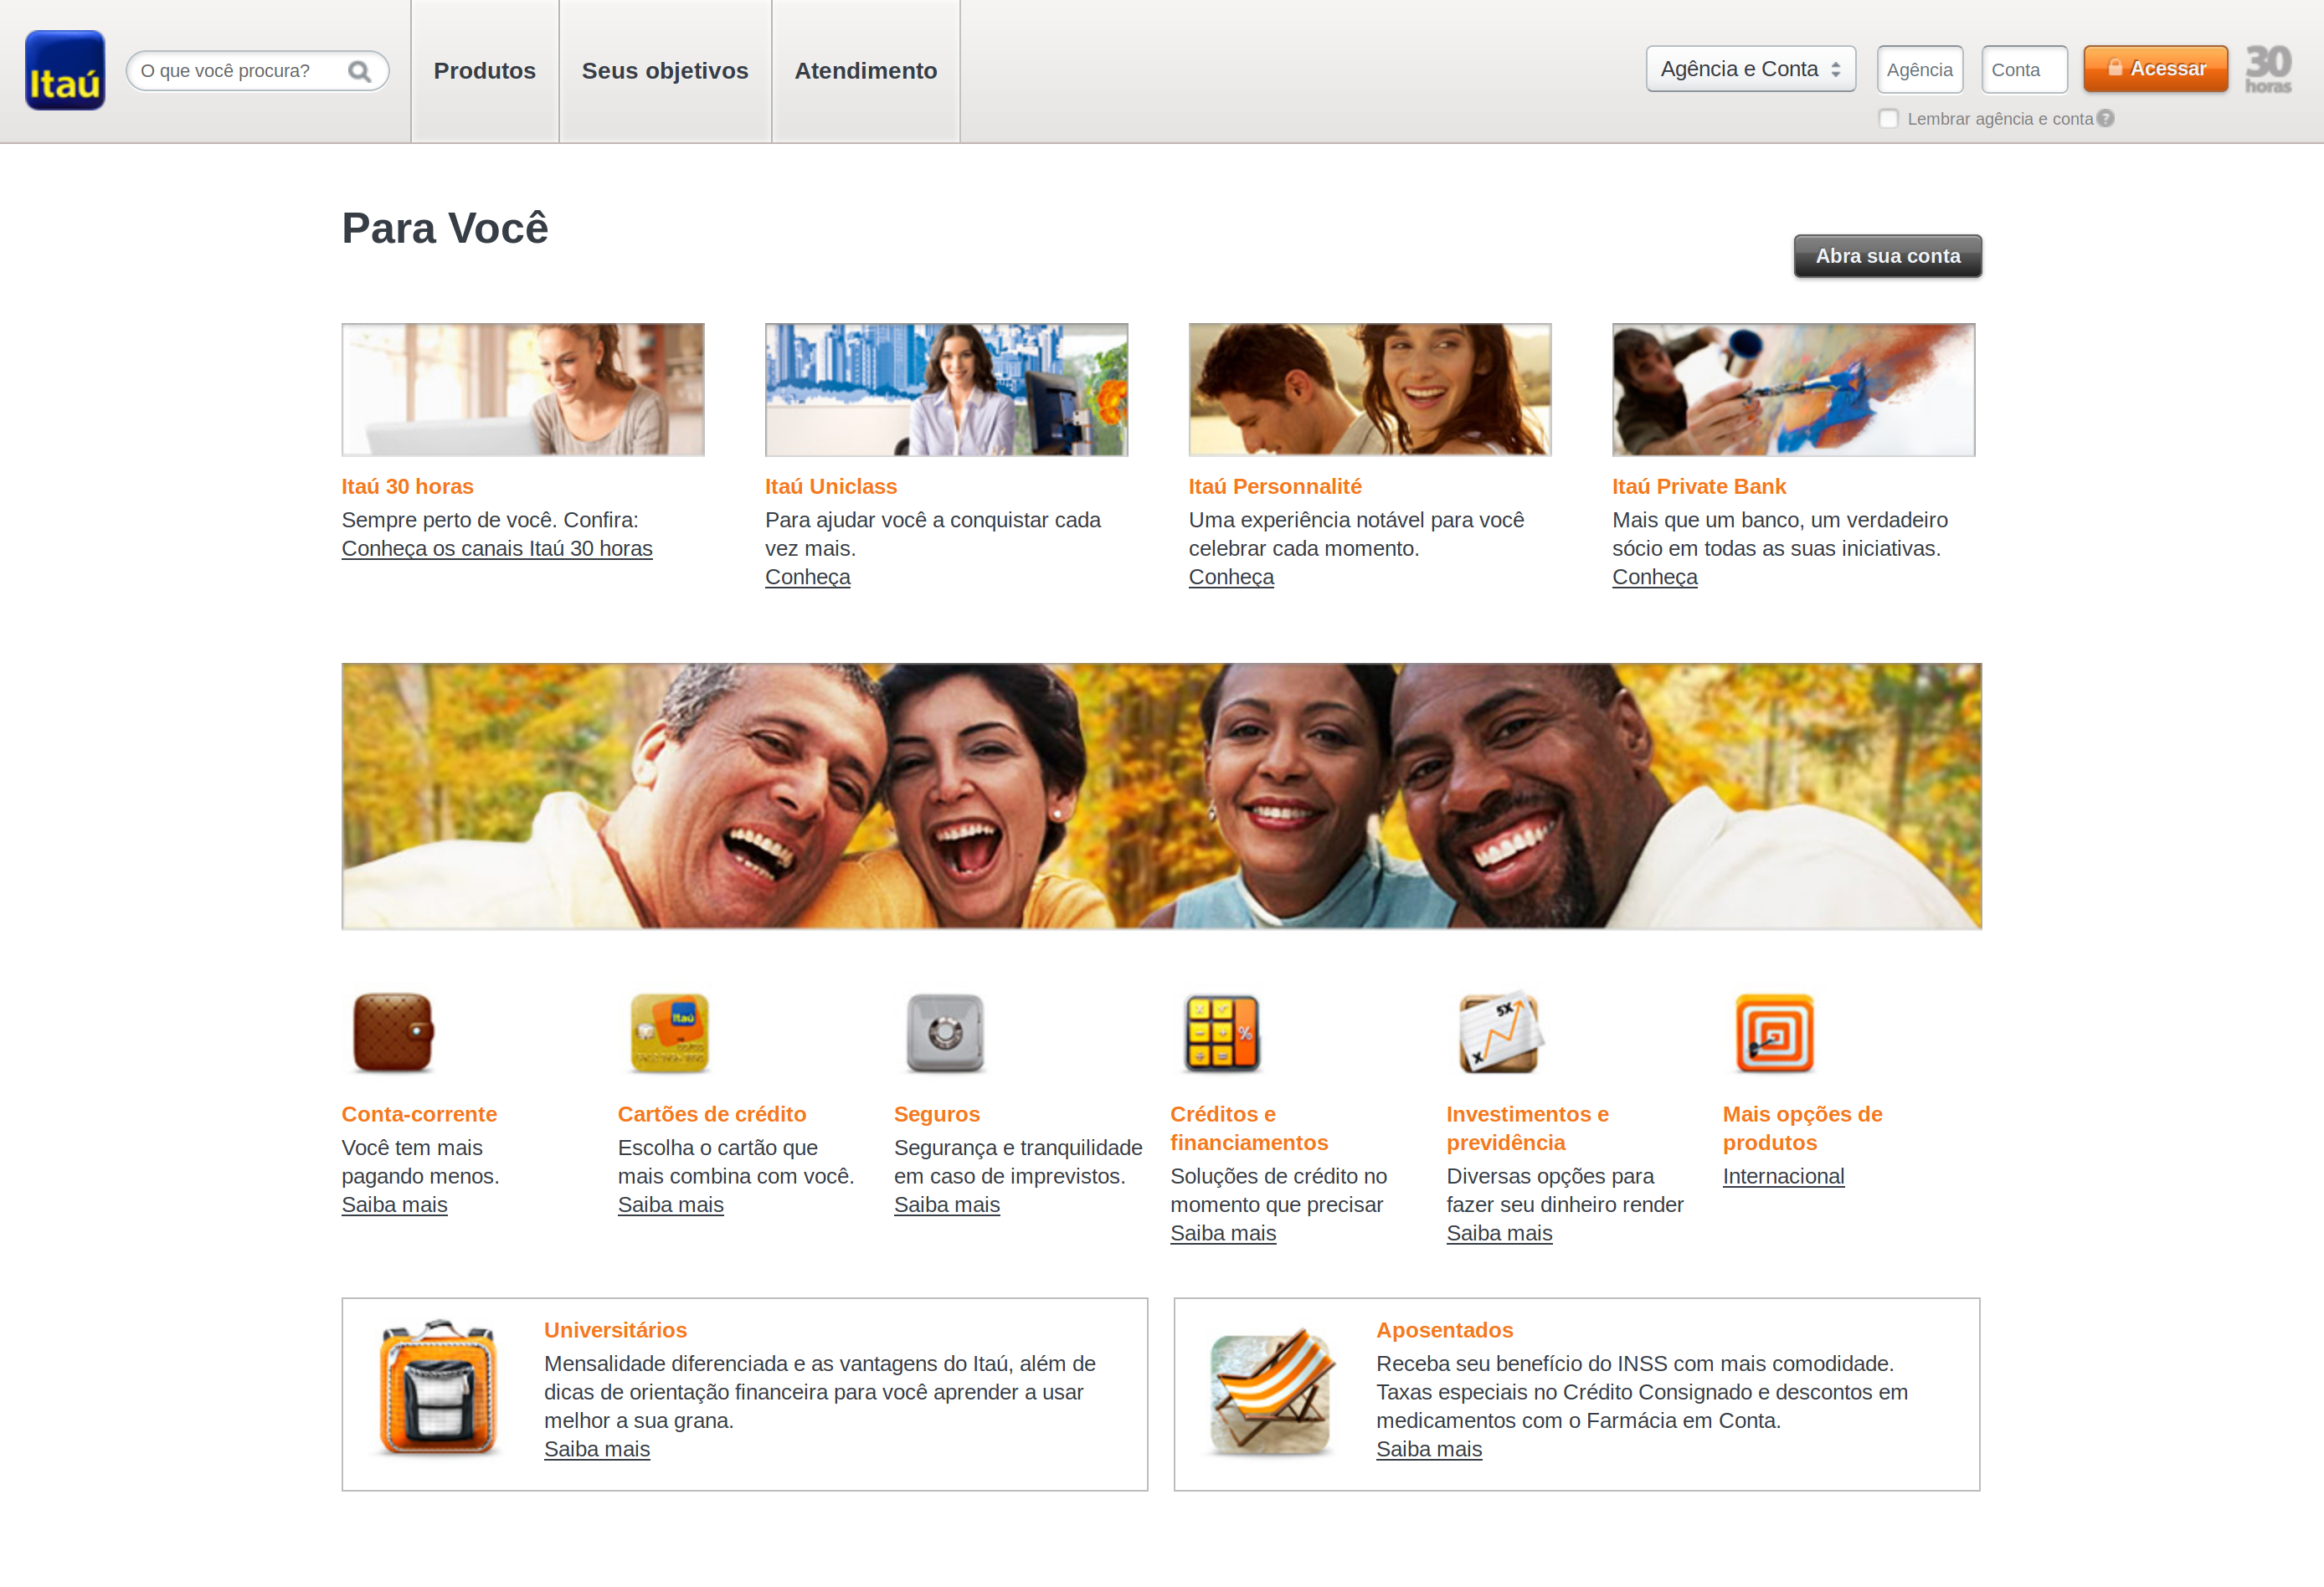 Itaú
O que você procura?
Produtos
Seus objetivos
Atendimento
Agência e Conta
Agência
Conta
Acessar
30
horas
Lembrar agência e conta
?
Para Você
Abra sua conta
Itaú 30 horas
Sempre perto de você. Confira:
Conheça os canais Itaú 30 horas
Itaú Uniclass
Para ajudar você a conquistar cada
vez mais.
Conheça
Itaú Personnalité
Uma experiência notável para você
celebrar cada momento.
Conheça
Itaú Private Bank
Mais que um banco, um verdadeiro
sócio em todas as suas iniciativas.
Conheça
Itaú
%
5X
X
Conta-corrente
Você tem mais
pagando menos.
Saiba mais
Cartões de crédito
Escolha o cartão que
mais combina com você.
Saiba mais
Seguros
Segurança e tranquilidade
em caso de imprevistos.
Saiba mais
Créditos e
financiamentos
Soluções de crédito no
momento que precisar
Saiba mais
Investimentos e
previdência
Diversas opções para
fazer seu dinheiro render
Saiba mais
Mais opções de
produtos
Internacional
Universitários
Mensalidade diferenciada e as vantagens do Itaú, além de
dicas de orientação financeira para você aprender a usar
melhor a sua grana.
Saiba mais
Aposentados
Receba seu benefício do INSS com mais comodidade.
Taxas especiais no Crédito Consignado e descontos em
medicamentos com o Farmácia em Conta.
Saiba mais